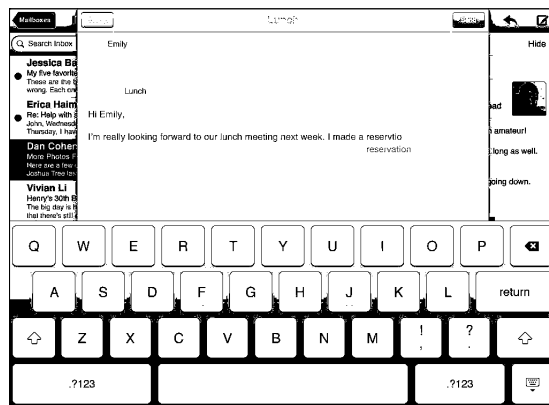 Mailboxes
Lunch
Search Inbox
Emily
Hide
Jessica Ba
My five favorite
These are the b
wrong. Each on
Lunch
Erica Haim
Re: Help with s
John, Wednesd
Thursday, I hav
Hi Emily,
ad
amateur!
I'm really looking forward to our lunch meeting next week. I made a reservtio
reservation
Dan Cohen
More Photos F
Here are a few
Joshua Tree las
long as well.
Vivian Li
Henry's 30th B
The big day is h
that there's still
going down.
Q W E R T Y U I O P
A S D F G H J K L return
Z X C V B N M ! , ? .
.?123 .?123